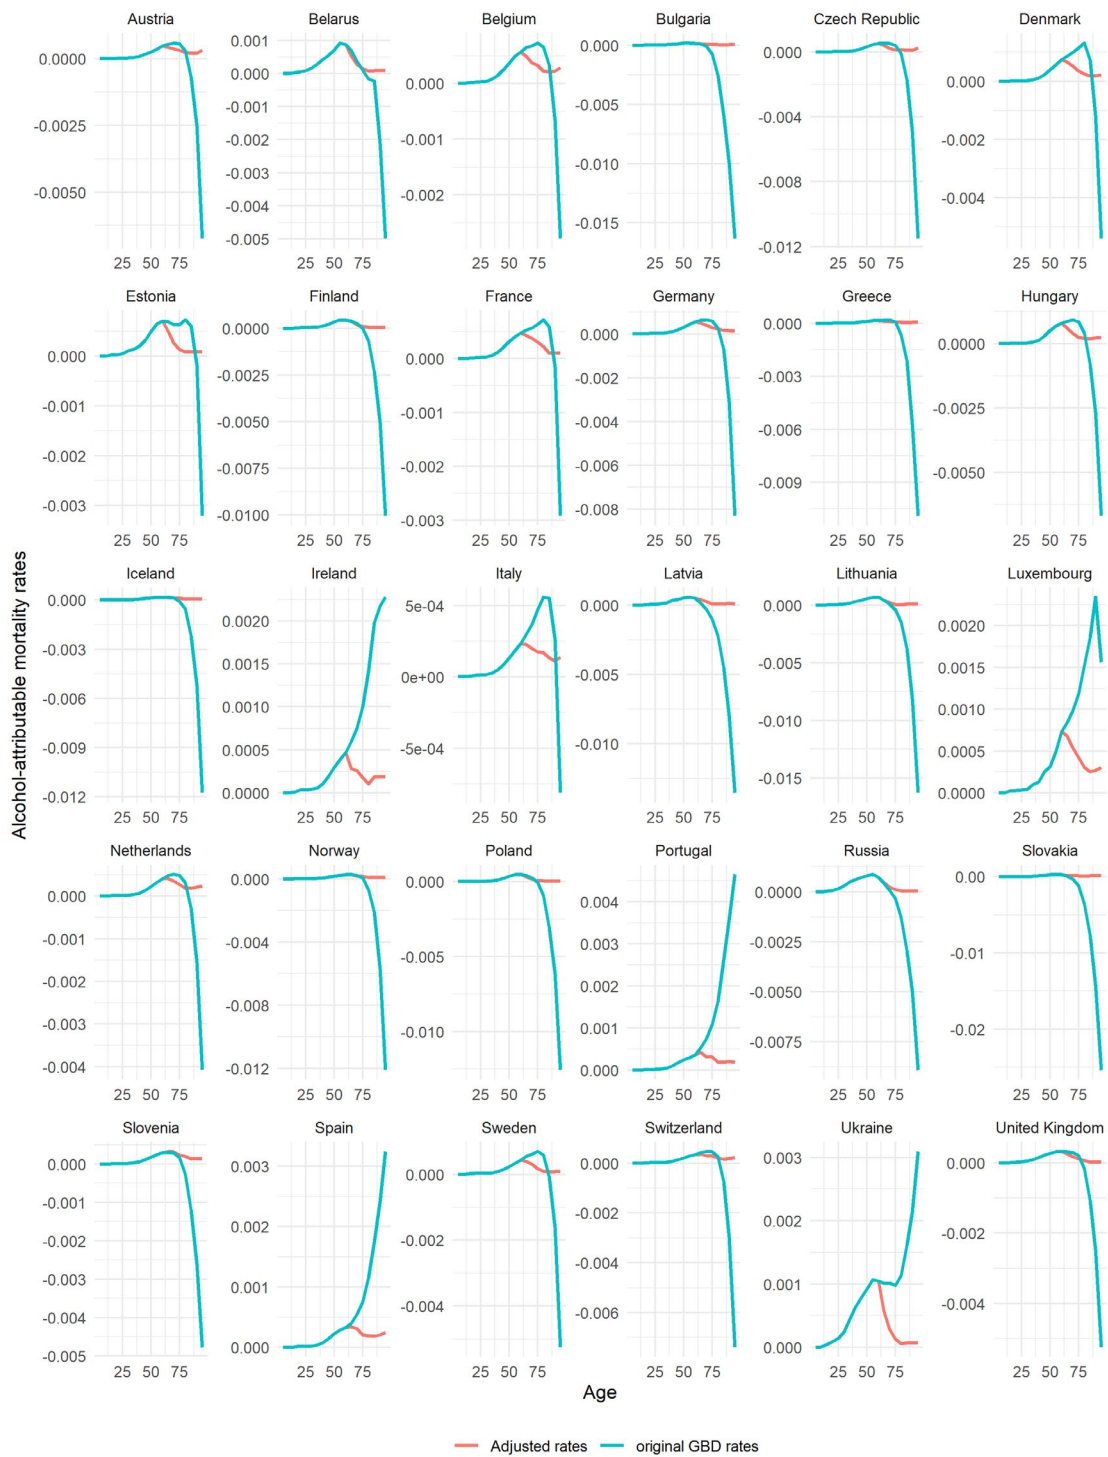 Austria Belarus Belgium Bulgaria Czech Republic Denmark
0.0000 -0.0025 -0.0050
0.001 0.000 -0.001 -0.002 -0.003 -0.004 -0.005
0.000 -0.001 -0.002
0.000 -0.005 -0.010 -0.015
0.000 -0.004 -0.008 -0.012
0.000 -0.002 -0.004
25 50 75 25 50 75 25 50 75 25 50 75 25 50 75 25 50 75
Estonia Finland France Germany Greece Hungary
0.000 -0.001 -0.002 -0.003
0.0000 -0.0025 -0.0050 -0.0075 -0.0100
0.000 -0.001 -0.002 -0.003
0.000 -0.002 -0.004 -0.006 -0.008
0.000 -0.003 -0.006 -0.009
0.0000 -0.0025 -0.0050
25 50 75 25 50 75 25 50 75 25 50 75 25 50 75 25 50 75
Alcohol-attributable mortality rates
Iceland Ireland Italy Latvia Lithuania Luxembourg
0.000 -0.003 -0.006 -0.009 -0.012
0.0020 0.0015 0.0010 0.0005 0.0000
5e-04 0e+00 -5e-04
0.000 -0.005 -0.010
0.000 -0.005 -0.010 -0.015
0.0020 0.0015 0.0010 0.0005 0.0000
25 50 75 25 50 75 25 50 75 25 50 75 25 50 75 25 50 75
Netherlands Norway Poland Portugal Russia Slovakia
0.000 -0.001 -0.002 -0.003 -0.004
0.000 -0.004 -0.008 -0.012
0.000 -0.005 -0.010
0.004 0.003 0.002 0.001 0.000
0.0000 -0.0025 -0.0050 -0.0075
0.00 -0.01 -0.02
25 50 75 25 50 75 25 50 75 25 50 75 25 50 75 25 50 75
Slovenia Spain Sweden Switzerland Ukraine United Kingdom
0.000 -0.001 -0.002 -0.003 -0.004 -0.005
0.003 0.002 0.001 0.000
0.000 -0.002 -0.004
0.000 -0.002 -0.004 -0.006
0.003 0.002 0.001 0.000
0.000 -0.002 -0.004
25 50 75 25 50 75 25 50 75 25 50 75 25 50 75 25 50 75
Age
Adjusted rates original GBD rates